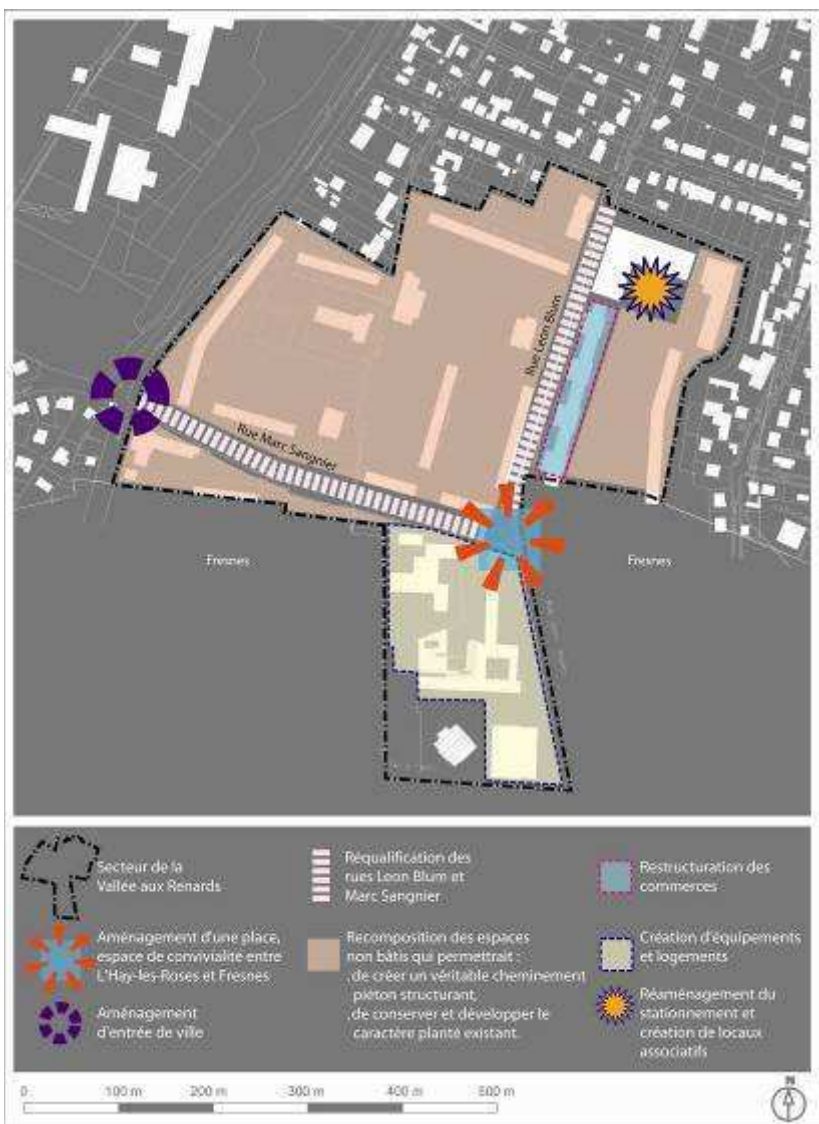 Rue Leon Blum
Rue Marc Sangnier
Fresnes
Fresnes
Secteur de la
Vallée aux Renards
Aménagement d'une place,
espace de convivialité entre
L'Hay-les-Roses et Fresnes
Aménagement
d'entrée de ville
Réqualification des
rues Leon Blum et
Marc Sangnier
Recomposition des espaces
non bâtis qui permettrait :
. de créer un véritable cheminement
piéton structurant,
. de conserver et développer le
caractère planté existant.
Restructuration des
commerces
Création d'équipements
et logements
Réaménagement du
stationnement et
création de locaux
associatifs
0 100 m 200 m 300 m 400 m 500 m
N